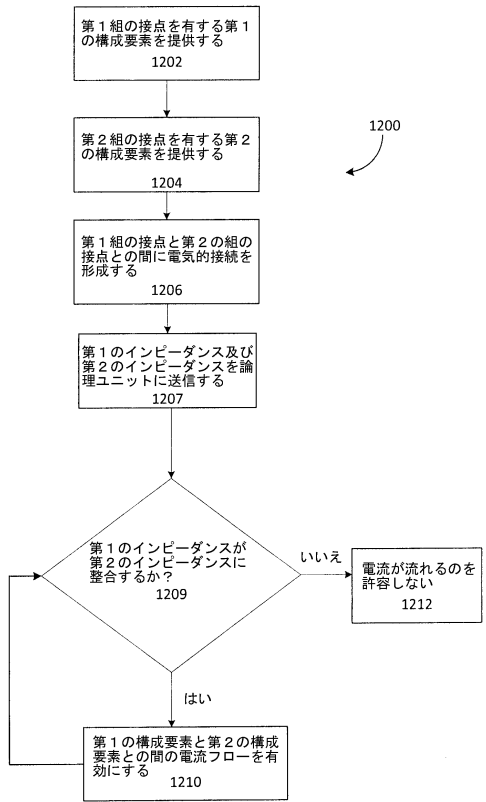 第１組の接点を有する第１
の構成要素を提供する
1202
第２組の接点を有する第２
の構成要素を提供する
1204
1200
第１組の接点と第２の組の
接点との間に電気的接続を
形成する
1206
第１のインピーダンス及び
第２のインピーダンスを論
理ユニットに送信する
1207
第１のインピーダンスが
第２のインピーダンスに
整合するか？
1209
いいえ
電流が流れるのを
許容しない
1212
はい
第１の構成要素と第２の構成
要素との間の電流フローを有
効にする
1210